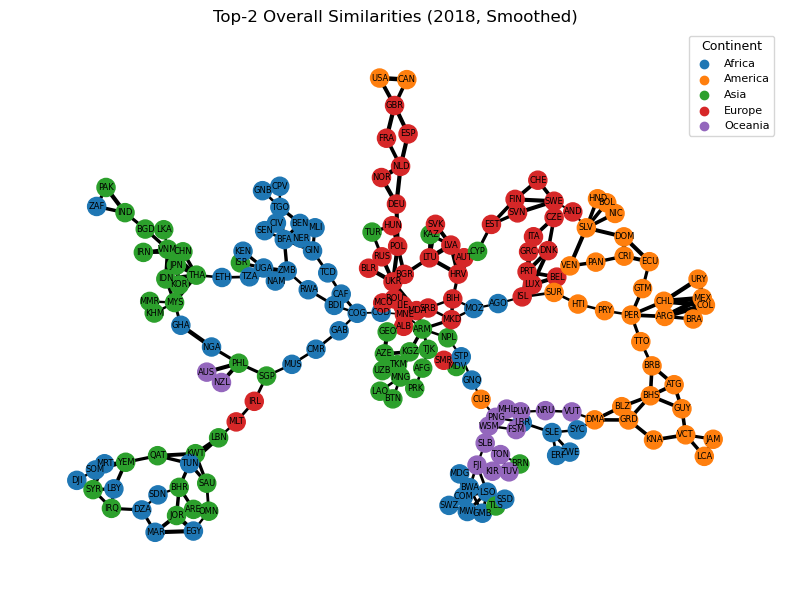 Top-2 Overall Similarities (2018, Smoothed)
Continent
Africa
America
Asia
Europe
Oceania
USA
CAN
GBR
FRA
ESP
NLD
NOR
DEU
HUN
TUR
POL
RUS
BLR
UKR
BGR
SVK
KAZ
LVA
LTU
AUT
HRV
CYP
EST
CHE
FIN
SVN
SWE
CZE
AND
ITA
GRC
DNK
PRT
BEL
LUX
ISL
SUR
HND
BOL
NIC
SLV
DOM
VEN
PAN
CRI
ECU
GTM
URY
CHL
MEX
COL
ARG
BRA
PER
PRY
HTI
TTO
BRB
ATG
BHS
GUY
BLZ
GRD
DMA
KNA
VCT
JAM
LCA
PAK
ZAF
IND
BGD
LKA
IRN
VNM
CHN
JPN
IDN
KOR
THA
MMR
MYS
KHM
GHA
NGA
PHL
AUS
NZL
SGP
MUS
CMR
GAB
IRL
MLT
LBN
KWT
QAT
TUN
YEM
MRT
SOM
DJI
SYR
LBY
IRQ
SDN
DZA
MAR
BHR
SAU
ARE
OMN
JOR
EGY
ETH
TZA
KEN
ISR
UGA
NAM
ZMB
GNB
CPV
TGO
CIV
SEN
BFA
BEN
NER
MLI
GIN
TCD
RWA
CAF
BDI
COG
COD
MCO
ROU
LIE
MNE
MDA
SRB
ALB
BIH
MKD
MOZ
AGO
ARM
GEO
AZE
KGZ
TJK
TKM
UZB
AFG
MNG
PRK
LAO
BTN
NPL
SMR
STP
MDV
GNQ
CUB
MHL
PLW
PNG
LBR
WSM
FSM
NRU
VUT
SLE
SYC
ERI
ZWE
SLB
TON
BRN
FJI
KIR
TUV
MDG
BWA
COM
LSO
SWZ
MWI
GMB
TLS
SSD